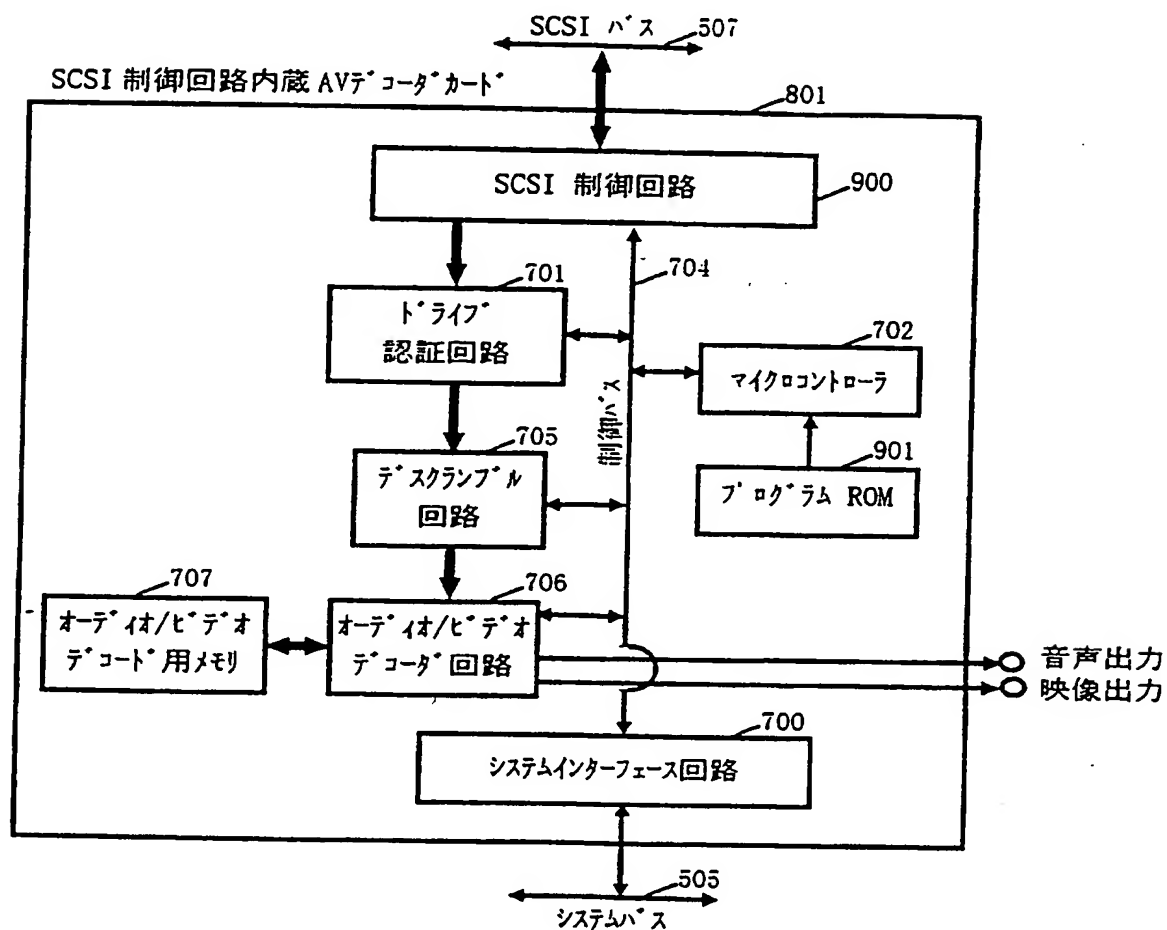 SCSI バス
507
SCSI 制御回路内蔵 AVデコーダカード
801
SCSI 制御回路
900
701
704
ドライブ
認証回路
702
マイクロコントローラ
制御バス
705
901
デスクランブル
回路
プログラム ROM
707
706
オーディオ/ビデオ
デコード用メモリ
オーディオ/ビデオ
デコーダ回路
音声出力
映像出力
700
システムインターフェース回路
505
システムバス